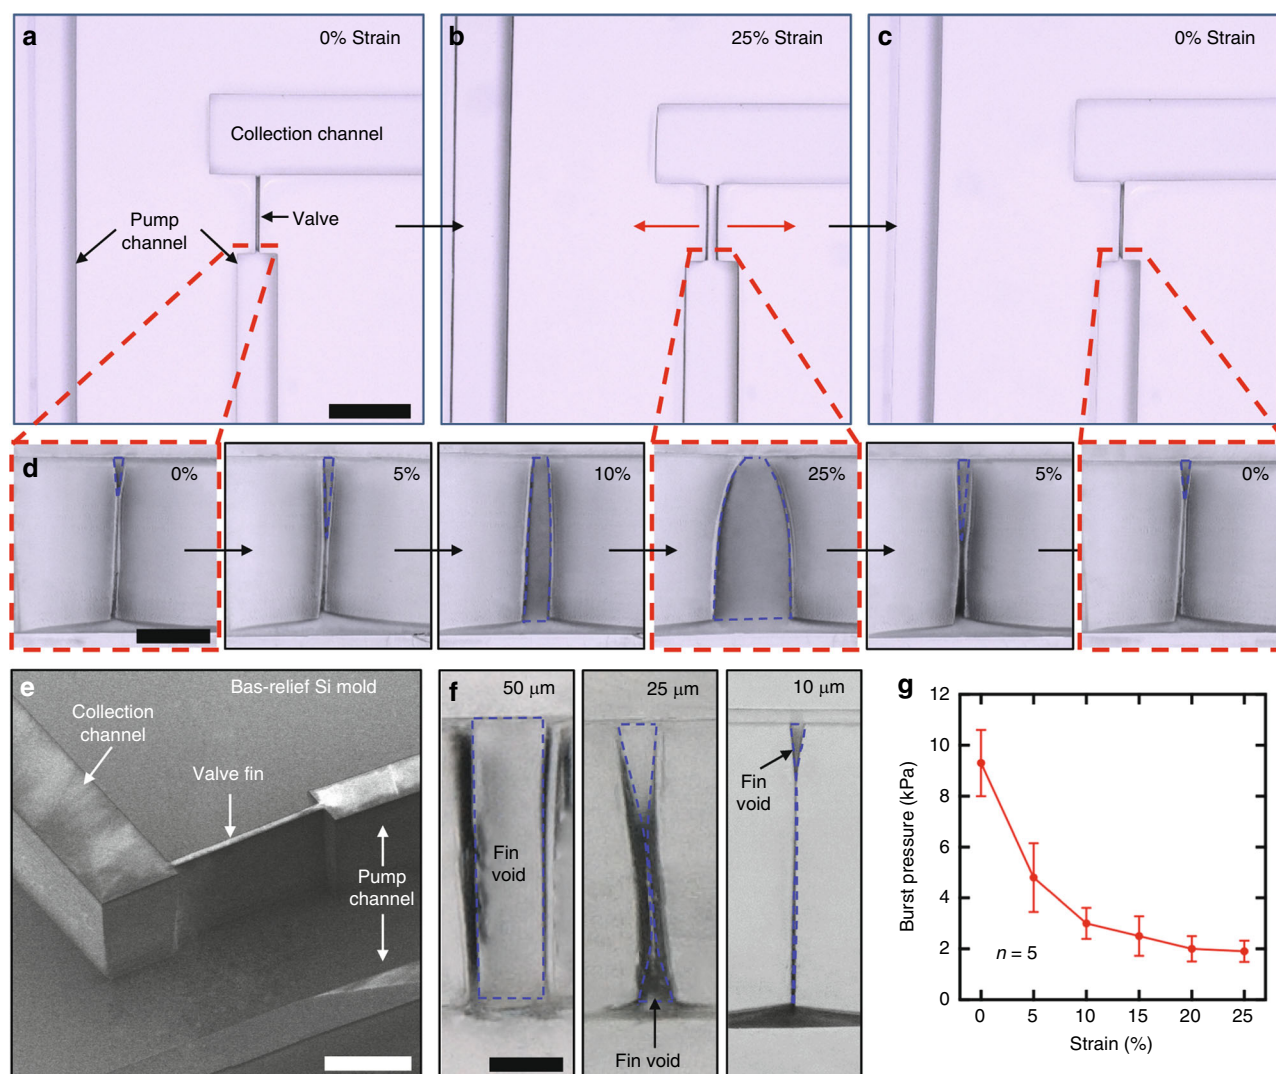 a
0% Strain
Collection channel
Pump
channel
Valve
b
25% Strain
c
0% Strain
d
0%
5%
10%
25%
5%
0%
e
Bas-relief Si mold
Collection
channel
Valve fin
Pump
channel
f
50 μm
Fin
void
25 μm
Fin void
10 μm
Fin
void
g
12
10
8
6
4
2
0
Burst pressure (kPa)
n = 5
0 5 10 15 20 25
Strain (%)